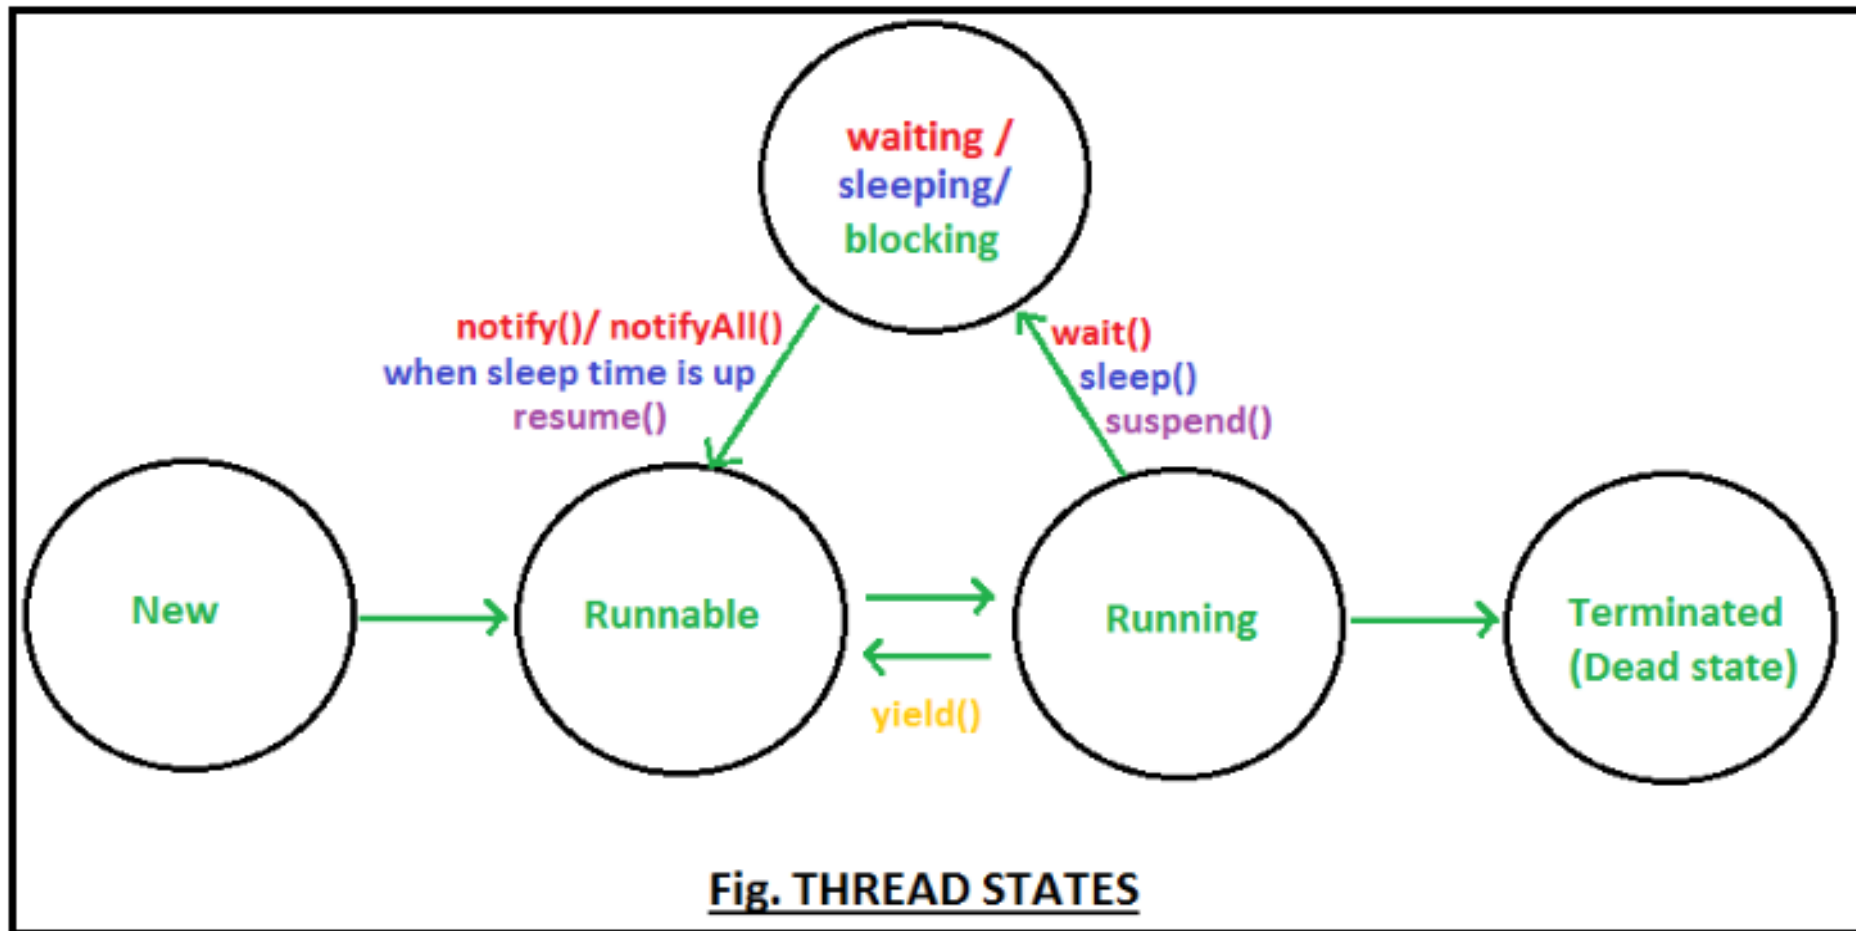 waiting /
sleeping/
blocking
notify()/ notifyAll()
when sleep time is up
resume()
wait()
sleep()
suspend()
New
Runnable
Running
Terminated
(Dead state)
yield()
Fig. THREAD STATES